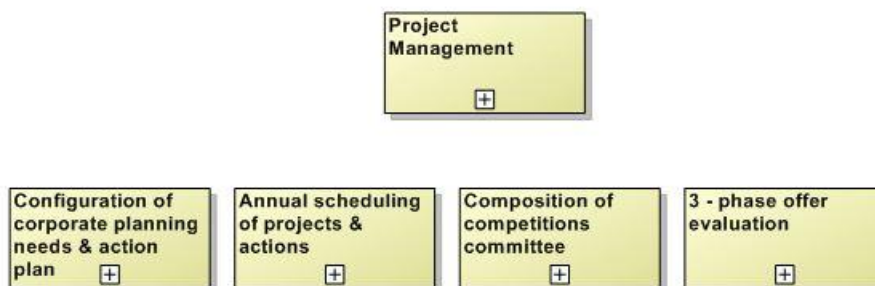 Project
Management
Configuration of
corporate planning
needs & action
plan
Annual scheduling
of projects &
actions
Composition of
competitions
committee
3 - phase offer
evaluation